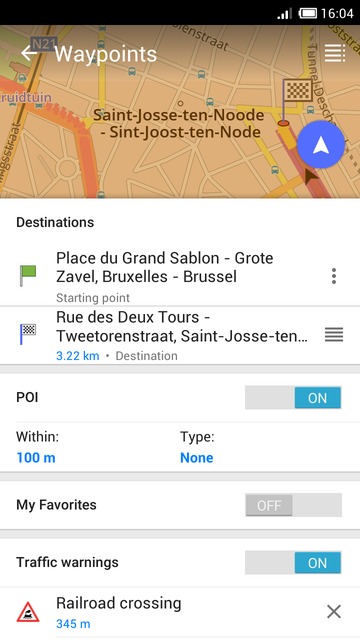 16:04
N21
Waypoints
ruidtuin
Saint-Josse-ten-Noode
- Sint-Joost-ten-Node
Destinations
Place du Grand Sablon - Grote
Zavel, Bruxelles - Brussel
Starting point
Rue des Deux Tours -
Tweetorenstraat, Saint-Josse-ten...
3.22 km • Destination
POI
ON
Within:
Type:
100 m
None
My Favorites
OFF
Traffic warnings
ON
Railroad crossing
345 m